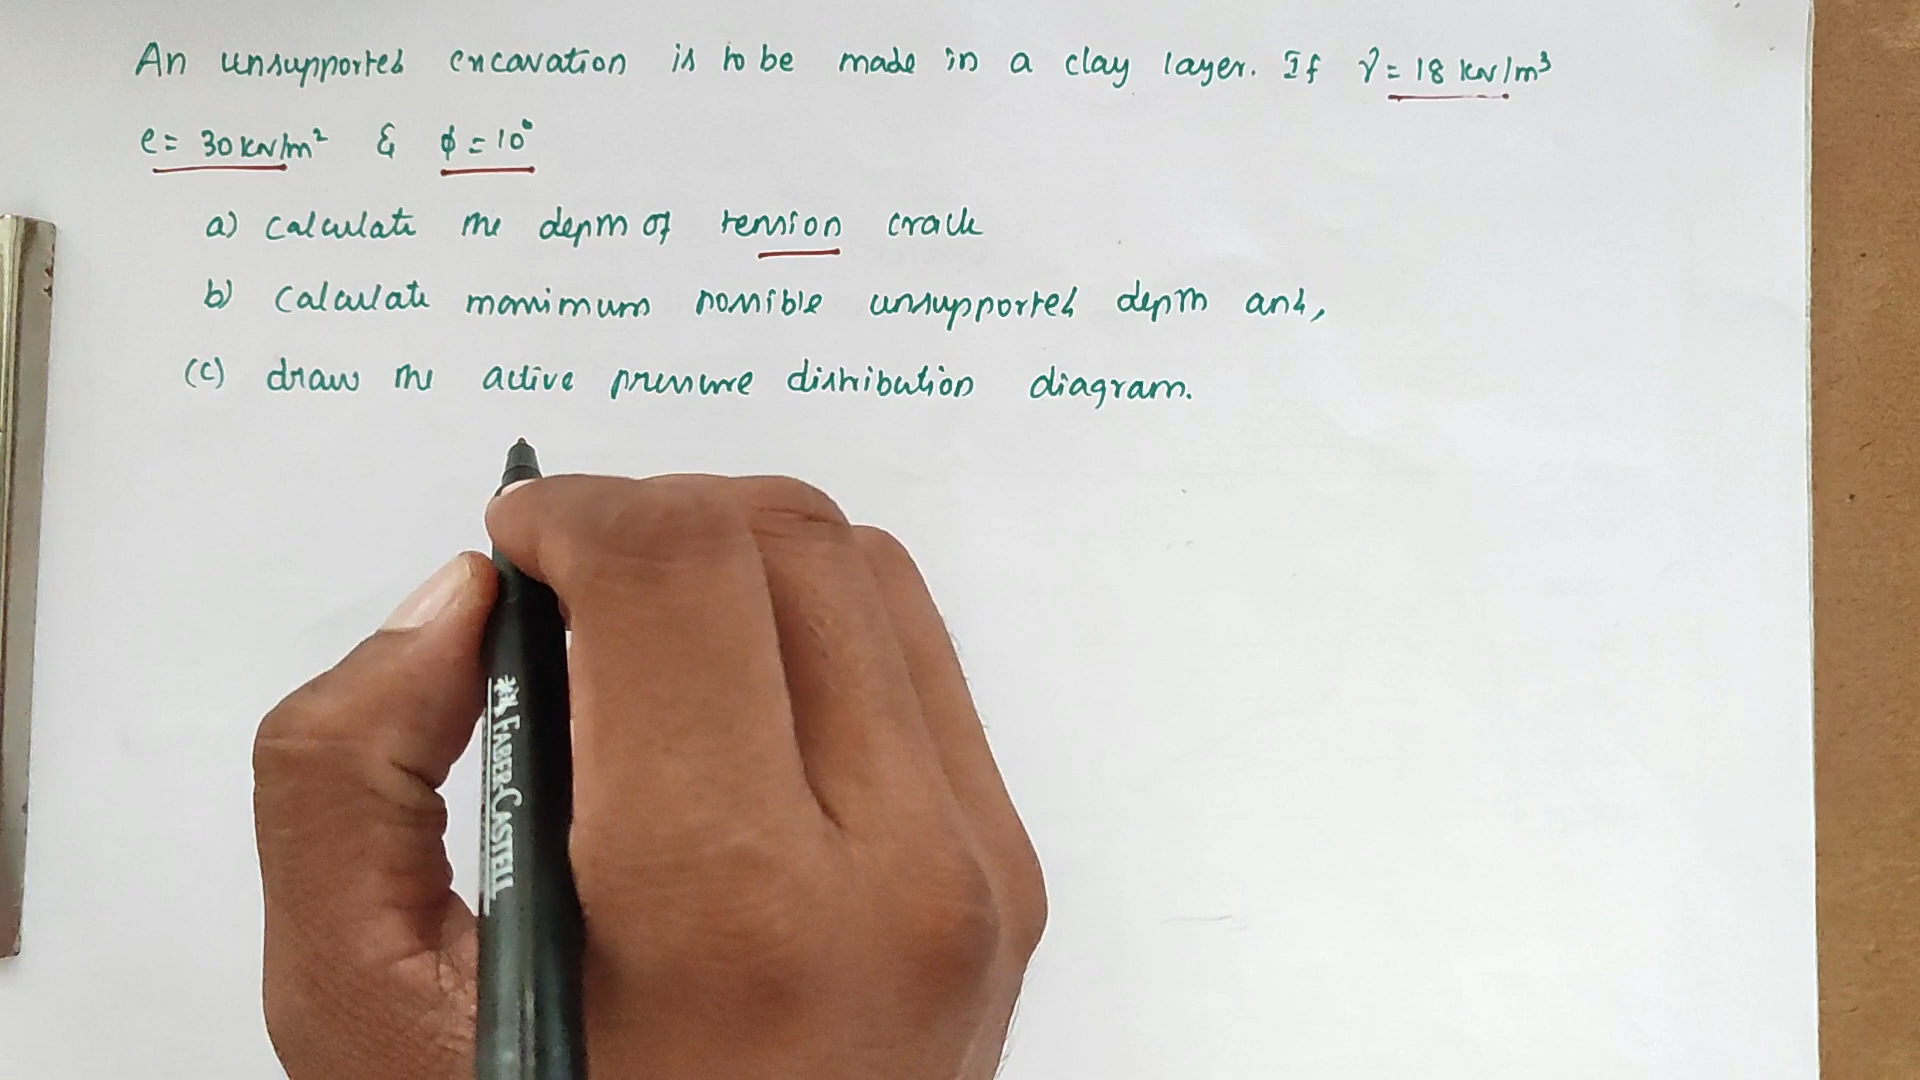 An unsupported excavation is to be made in a clay layer. If γ = 18 kN/m³
c = 30 kN/m² & φ = 10°
a) calculate the depth of tension crack
b) calculate maximum possible unsupported depth and,
(c) draw the active pressure distribution diagram.
FABER-CASTELL